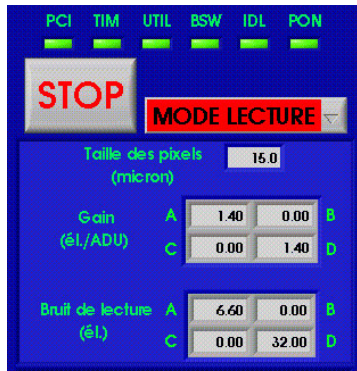 PCI TIM UTIL BSW IDL PON
STOP
MODE LECTURE
Taille des pixels 15.0
(micron)
Gain A 1.40 0.00 B
(él./ADU) C 0.00 1.40 D
Bruit de lecture A 6.60 0.00 B
(él.) C 0.00 32.00 D